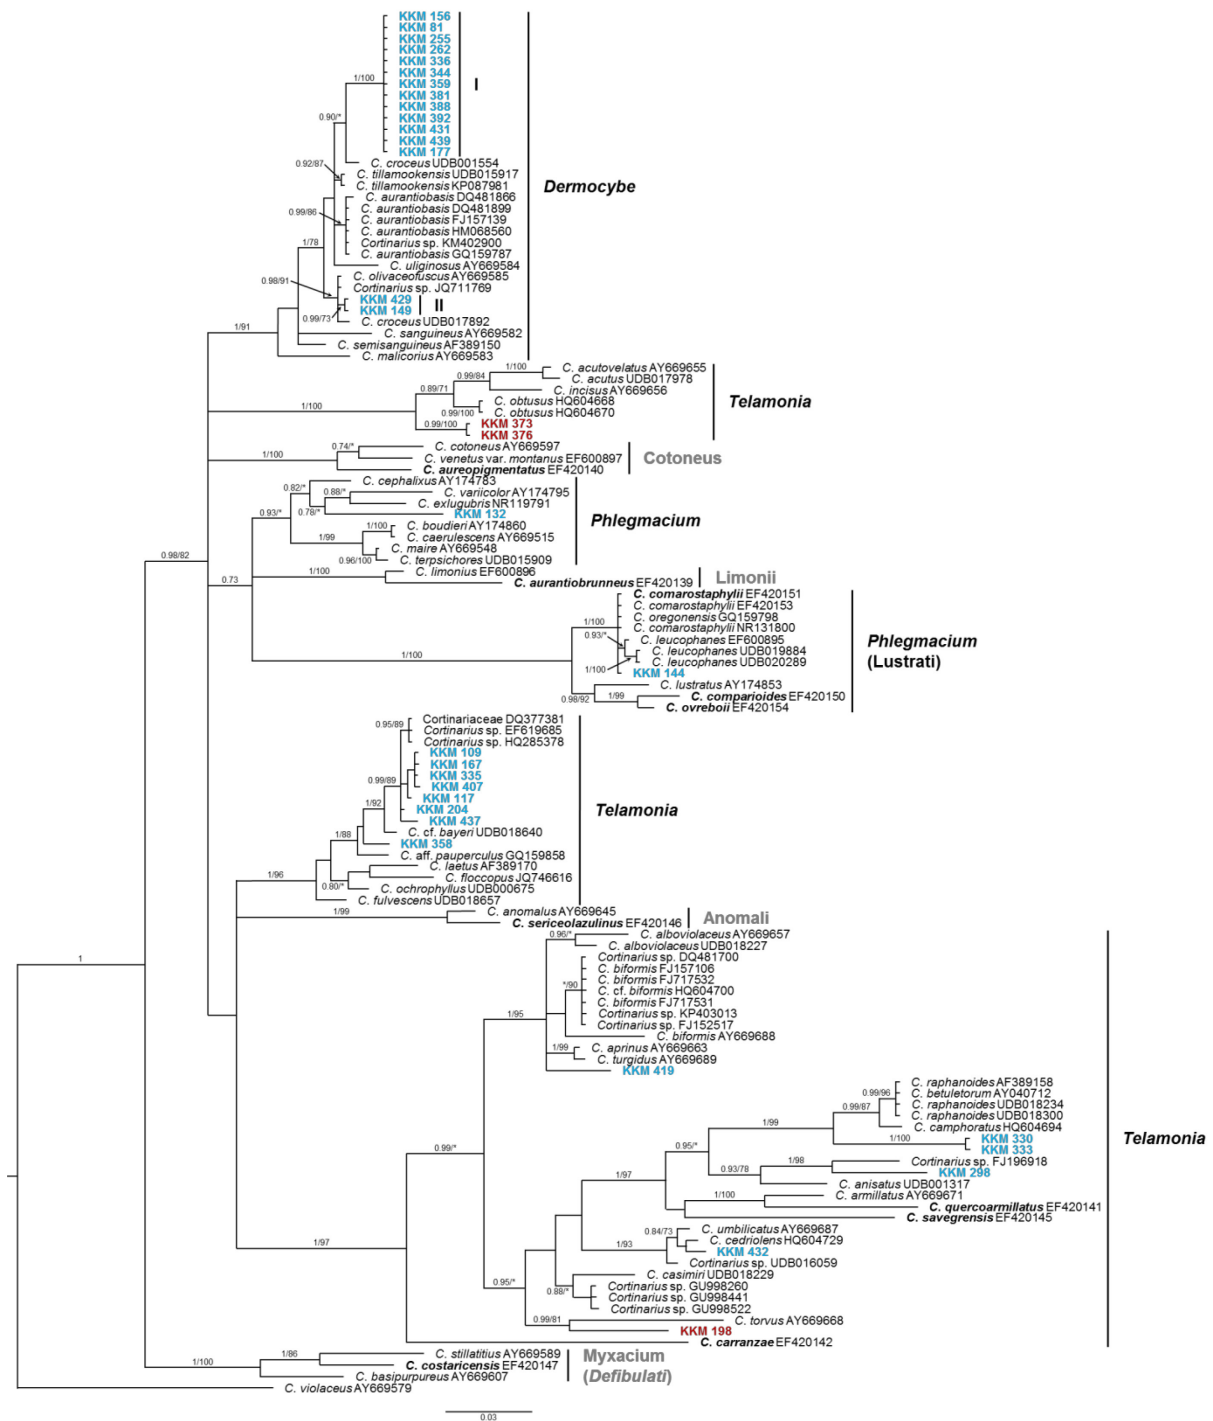 KKM 156
KKM 81
KKM 255
KKM 262
KKM 336
KKM 344
1/100
KKM 359
I
KKM 381
KKM 388
KKM 392
0.90/*
KKM 431
KKM 439
KKM 177
0.92/87
C. croceus UDB001554
C. tillamookensis UDB015917
C. tillamookensis KP087981
Dermocybe
C. aurantiobasis DQ481866
C. aurantiobasis DQ481899
0.99/86
C. aurantiobasis FJ157139
C. aurantiobasis HM068560
1/78
Cortinarius sp. KM402900
C. aurantiobasis GQ159787
C. uliginosus AY669584
0.98/91
C. olivaceofuscus AY669585
Cortinarius sp. JQ711769
KKM 429
II
KKM 149
0.99/73
C. croceus UDB017892
1/91
C. sanguineus AY669582
C. semisanguineus AF389150
C. malicorius AY669583
1/100
C. acutovelatus AY669655
0.99/84
C. acutus UDB017978
0.89/71
C. incisus AY669656
C. obtusus HQ604668
Telamonia
1/100
0.99/100
C. obtusus HQ604670
0.99/100
KKM 373
KKM 376
0.74/*
C. cotoneus AY669597
1/100
C. venetus var. montanus EF600897
Cotoneus
C. aureopigmentatus EF420140
0.82/*
C. cephalixus AY174783
0.88/*
C. variicolor AY174795
C. exlugubris NR119791
0.93/*
0.78/*
KKM 132
1/100
C. boudieri AY174860
Phlegmacium
C. caerulescens AY669515
1/99
C. maire AY669548
0.96/100
C. terpsichores UDB015909
0.98/82
1/100
C. limonius EF600896
Limonii
0.73
C. aurantiobrunneus EF420139
C. comarostaphylii EF420151
C. comarostaphylii EF420153
C. oregonensis GQ159798
1/100
C. comarostaphylii NR131800
0.93/*
C. leucophanes EF600895
Phlegmacium
C. leucophanes UDB019884
(Lustrati)
1/100
C. leucophanes UDB020289
1/100
KKM 144
C. lustratus AY174853
0.98/92
1/99
C. comparioides EF420150
C. ovreboii EF420154
0.95/89
Cortinariaceae DQ377381
Cortinarius sp. EF619685
Cortinarius sp. HQ285378
KKM 109
KKM 167
0.99/89
KKM 335
KKM 407
KKM 117
1/92
KKM 204
Telamonia
KKM 437
1/88
C. cf. bayeri UDB018640
KKM 358
C. aff. pauperculus GQ159858
C. laetus AF389170
1/96
C. floccopus JQ746616
0.80/*
C. ochrophyllus UDB000675
C. fulvescens UDB018657
1/99
C. anomalus AY669645
Anomali
C. sericeolazulinus EF420146
0.96/*
C. alboviolaceus AY669657
C. alboviolaceus UDB018227
Cortinarius sp. DQ481700
1
C. biformis FJ157106
*/90
C. biformis FJ717532
C. cf. biformis HQ604700
C. biformis FJ717531
1/95
Cortinarius sp. KP403013
Cortinarius sp. FJ152517
C. biformis AY669688
1/99
C. aprinus AY669663
C. turgidus AY669689
KKM 419
C. raphanoides AF389158
0.99/96
C. betuletorum AY040712
0.99/87
C. raphanoides UDB018234
C. raphanoides UDB018300
1/99
C. camphoratus HQ604694
Telamonia
1/100
KKM 330
0.95/*
KKM 333
0.99/*
1/98
Cortinarius sp. FJ196918
1/97
0.93/78
KKM 298
C. anisatus UDB001317
1/100
C. armillatus AY669671
C. quercoarmillatus EF420141
C. savegrensis EF420145
0.84/73
C. umbilicatus AY669687
1/97
1/93
C. cedriolens HQ604729
KKM 432
Cortinarius sp. UDB016059
C. casimiri UDB018229
0.95/*
0.88/*
Cortinarius sp. GU998260
Cortinarius sp. GU998441
Cortinarius sp. GU998522
0.99/81
C. torvus AY669668
KKM 198
C. carranzae EF420142
1/86
C. stillatitius AY669589
Myxacium
1/100
C. costaricensis EF420147
(Defibulati)
C. basipurpureus AY669607
C. violaceus AY669579
0.03